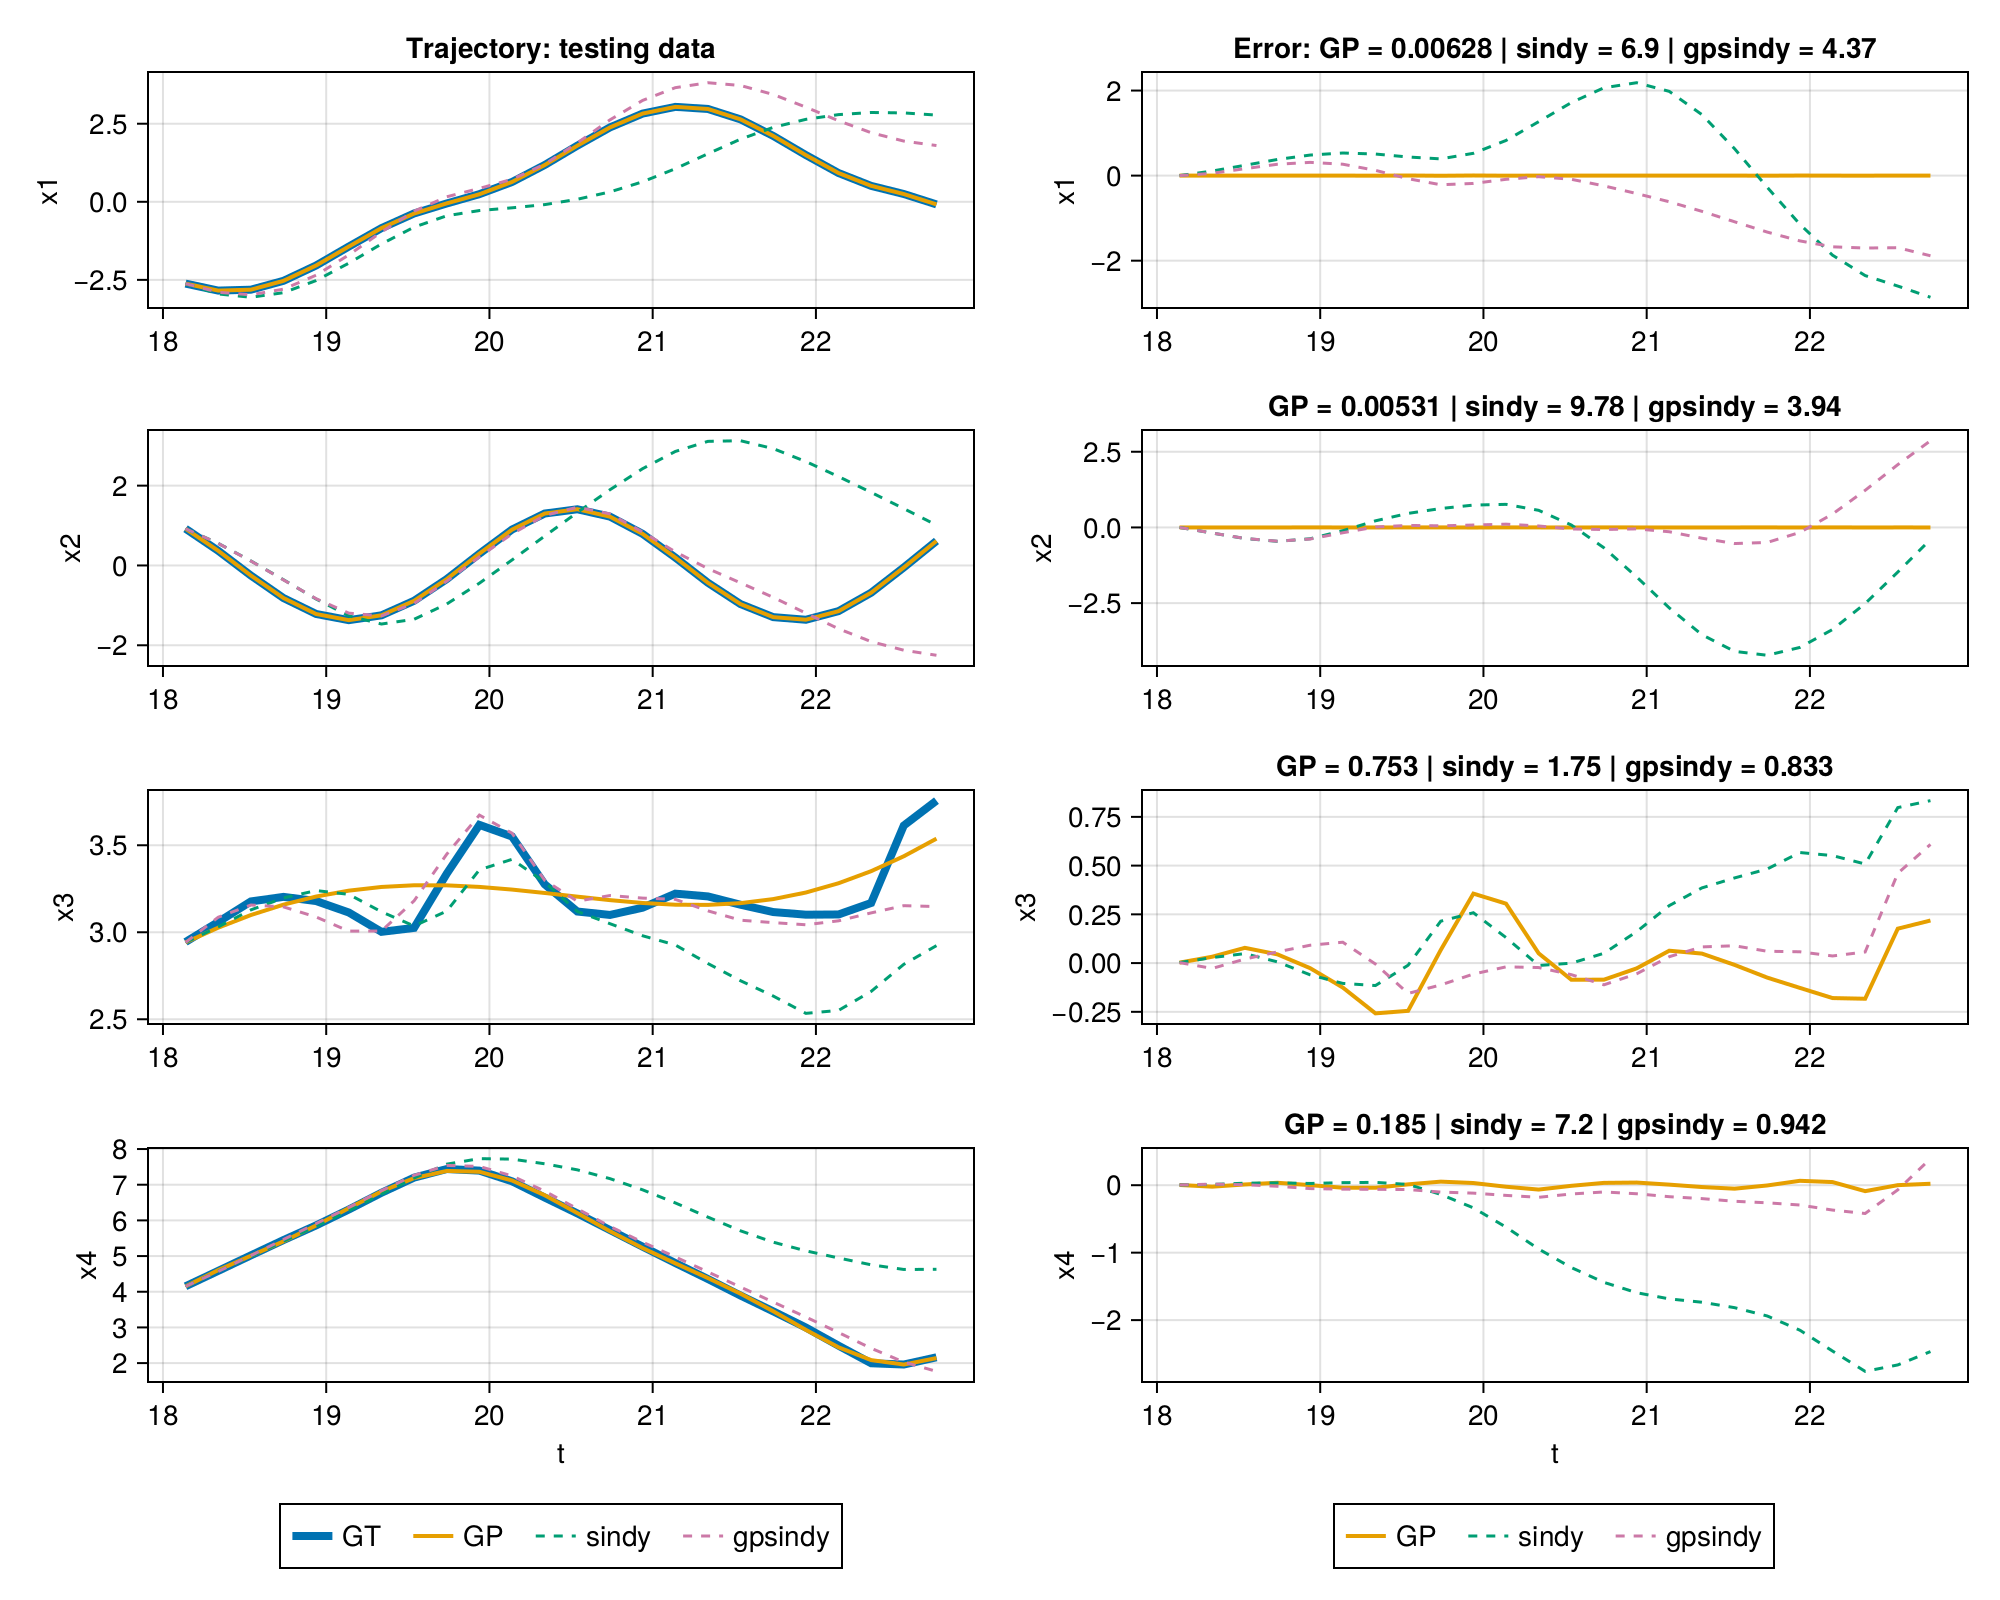 Trajectory: testing data
x1
2.5
0.0
−2.5
18 19 20 21 22
Error: GP = 0.00628 | sindy = 6.9 | gpsindy = 4.37
x1
2
0
−2
18 19 20 21 22
x2
2
0
−2
18 19 20 21 22
GP = 0.00531 | sindy = 9.78 | gpsindy = 3.94
x2
2.5
0.0
−2.5
18 19 20 21 22
x3
3.5
3.0
2.5
18 19 20 21 22
GP = 0.753 | sindy = 1.75 | gpsindy = 0.833
x3
0.75
0.50
0.25
0.00
−0.25
18 19 20 21 22
x4
8
7
6
5
4
3
2
18 19 20 21 22
t
GP = 0.185 | sindy = 7.2 | gpsindy = 0.942
x4
0
−1
−2
18 19 20 21 22
t
GT GP sindy gpsindy
GP sindy gpsindy